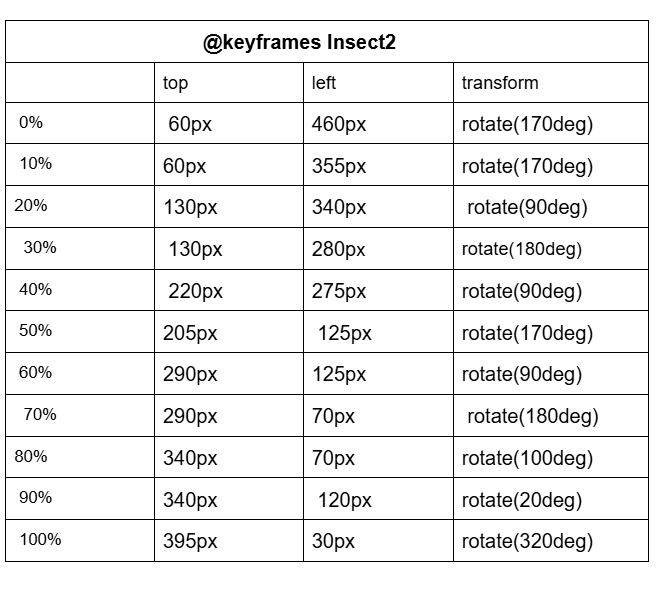 @keyframes Insect2
top left transform
0% 60px 460px rotate(170deg)
10% 60px 355px rotate(170deg)
20% 130px 340px rotate(90deg)
30% 130px 280px rotate(180deg)
40% 220px 275px rotate(90deg)
50% 205px 125px rotate(170deg)
60% 290px 125px rotate(90deg)
70% 290px 70px rotate(180deg)
80% 340px 70px rotate(100deg)
90% 340px 120px rotate(20deg)
100% 395px 30px rotate(320deg)